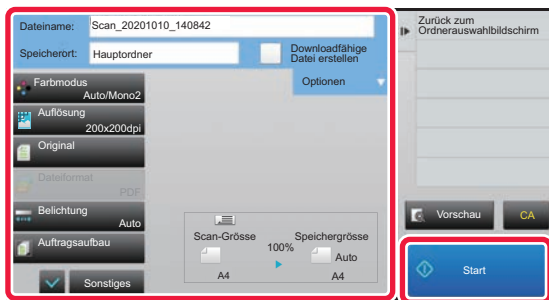 Dateiname:
Scan_20201010_140842
Speicherort:
Hauptordner
Downloadfähige
Datei erstellen
Optionen
Farbmodus
Auto/Mono2
Auflösung
200x200dpi
Original
Dateiformat
PDF
Belichtung
Auto
Auftragsaufbau
Sonstiges
Scan-Grösse
A4
100%
Speichergrösse
Auto
A4
Zurück zum
Ordnerauswahlbildschirm
Vorschau
CA
Start